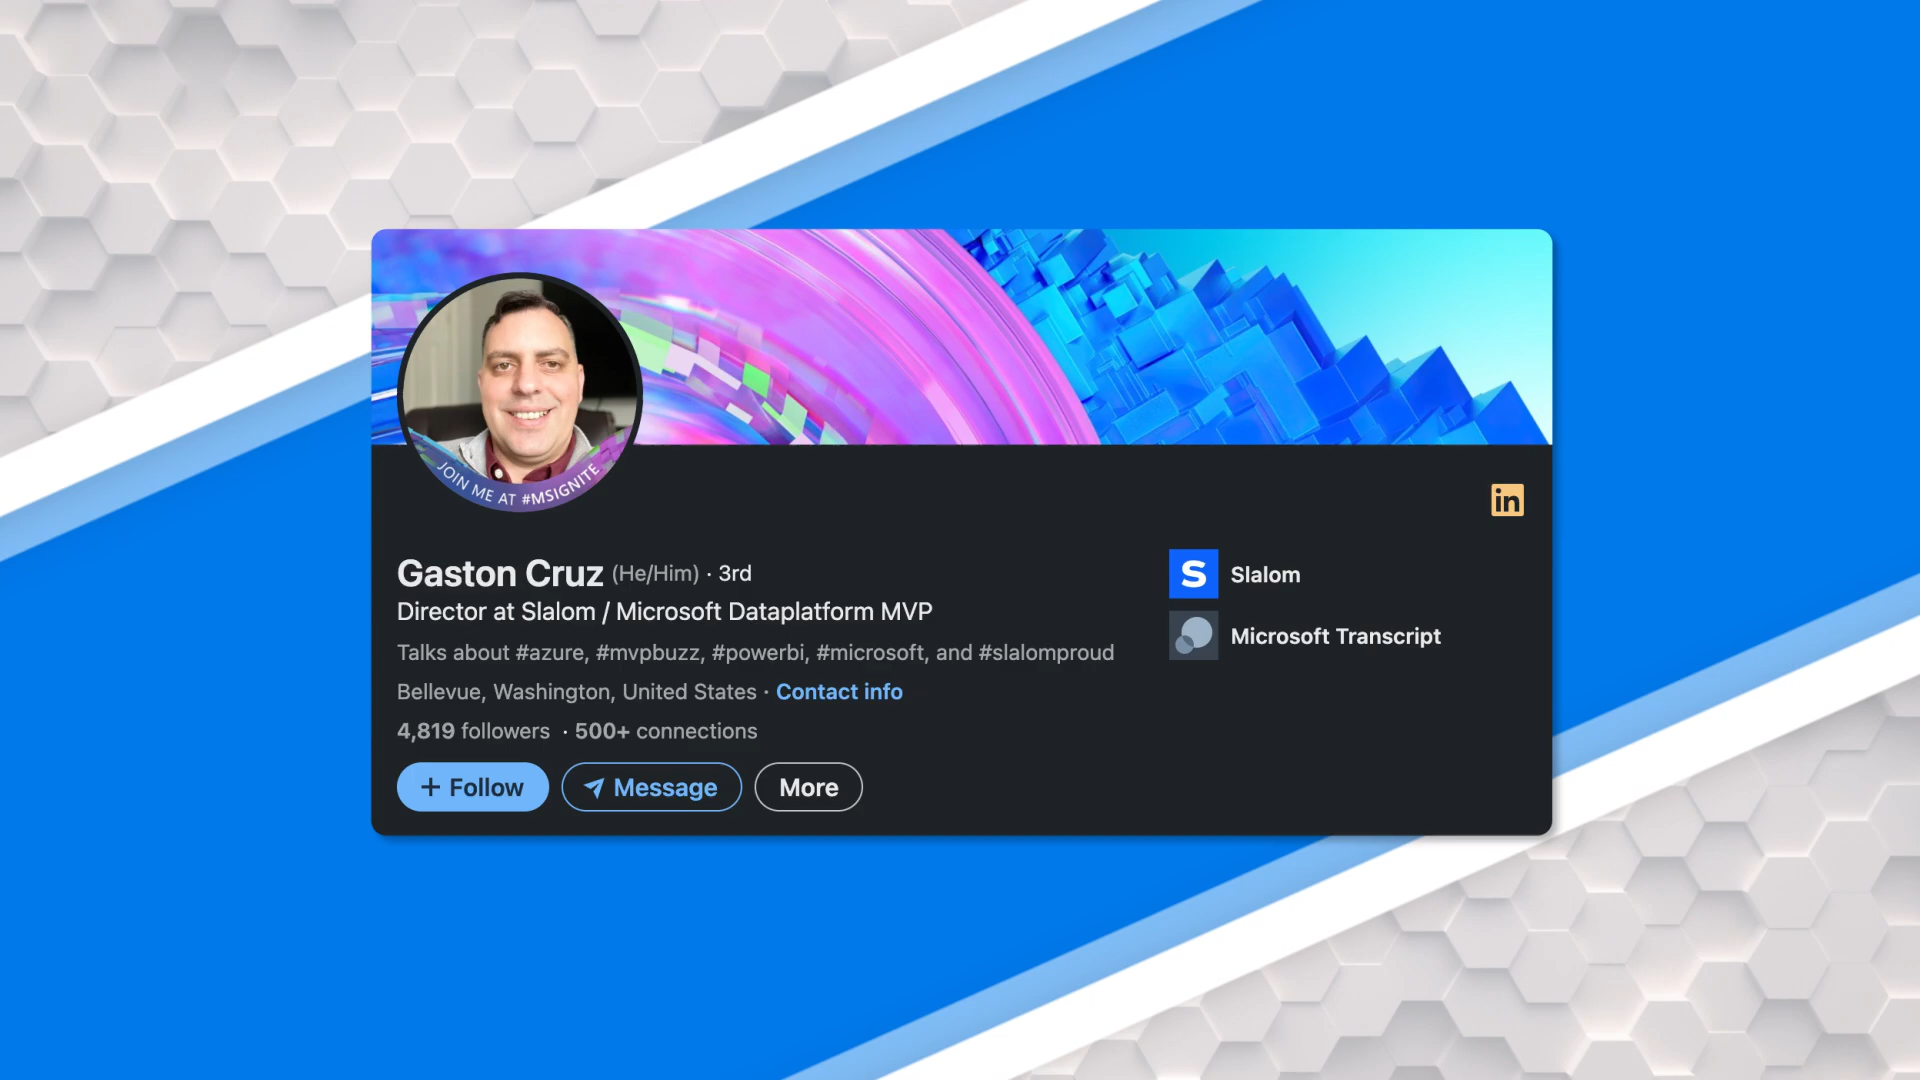 JOIN ME AT #MSIGNITE
in
Gaston Cruz (He/Him) · 3rd
Director at Slalom / Microsoft Dataplatform MVP
Talks about #azure, #mvpbuzz, #powerbi, #microsoft, and #slalomproud
Bellevue, Washington, United States · Contact info
4,819 followers · 500+ connections
+ Follow
Message
More
S Slalom
Microsoft Transcript